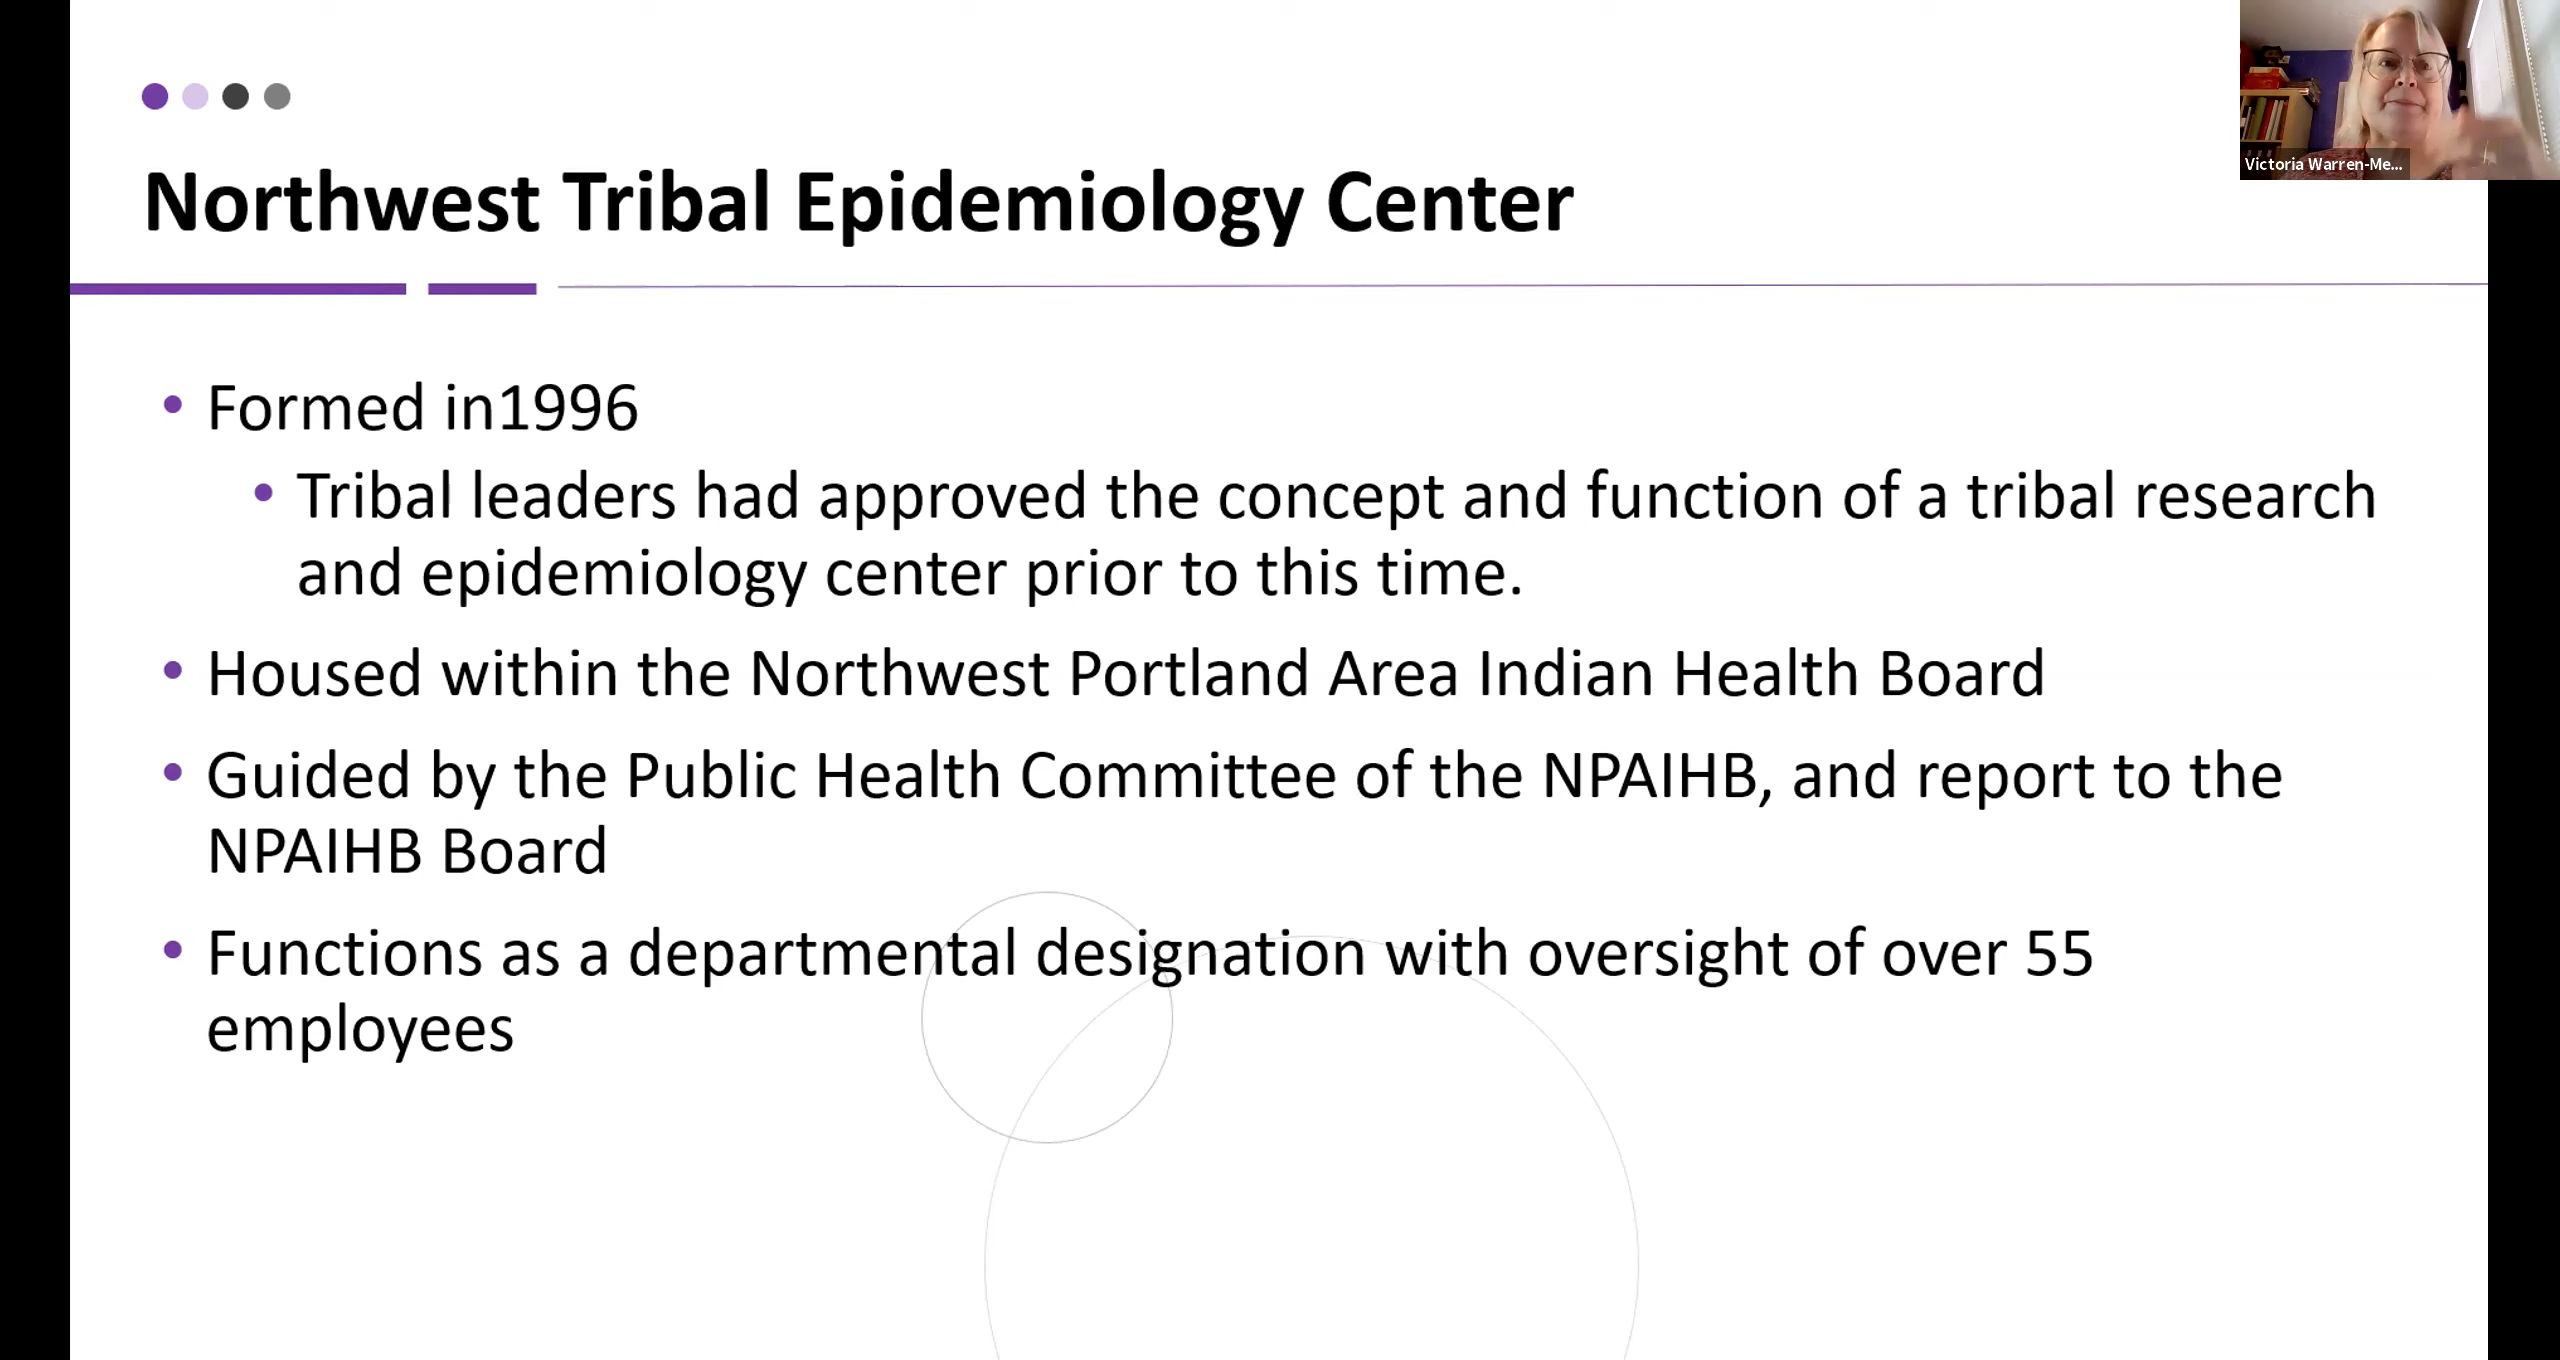 Northwest Tribal Epidemiology Center
Victoria Warren-Me...
• Formed in1996
• Tribal leaders had approved the concept and function of a tribal research
and epidemiology center prior to this time.
• Housed within the Northwest Portland Area Indian Health Board
• Guided by the Public Health Committee of the NPAIHB, and report to the
NPAIHB Board
• Functions as a departmental designation with oversight of over 55
employees